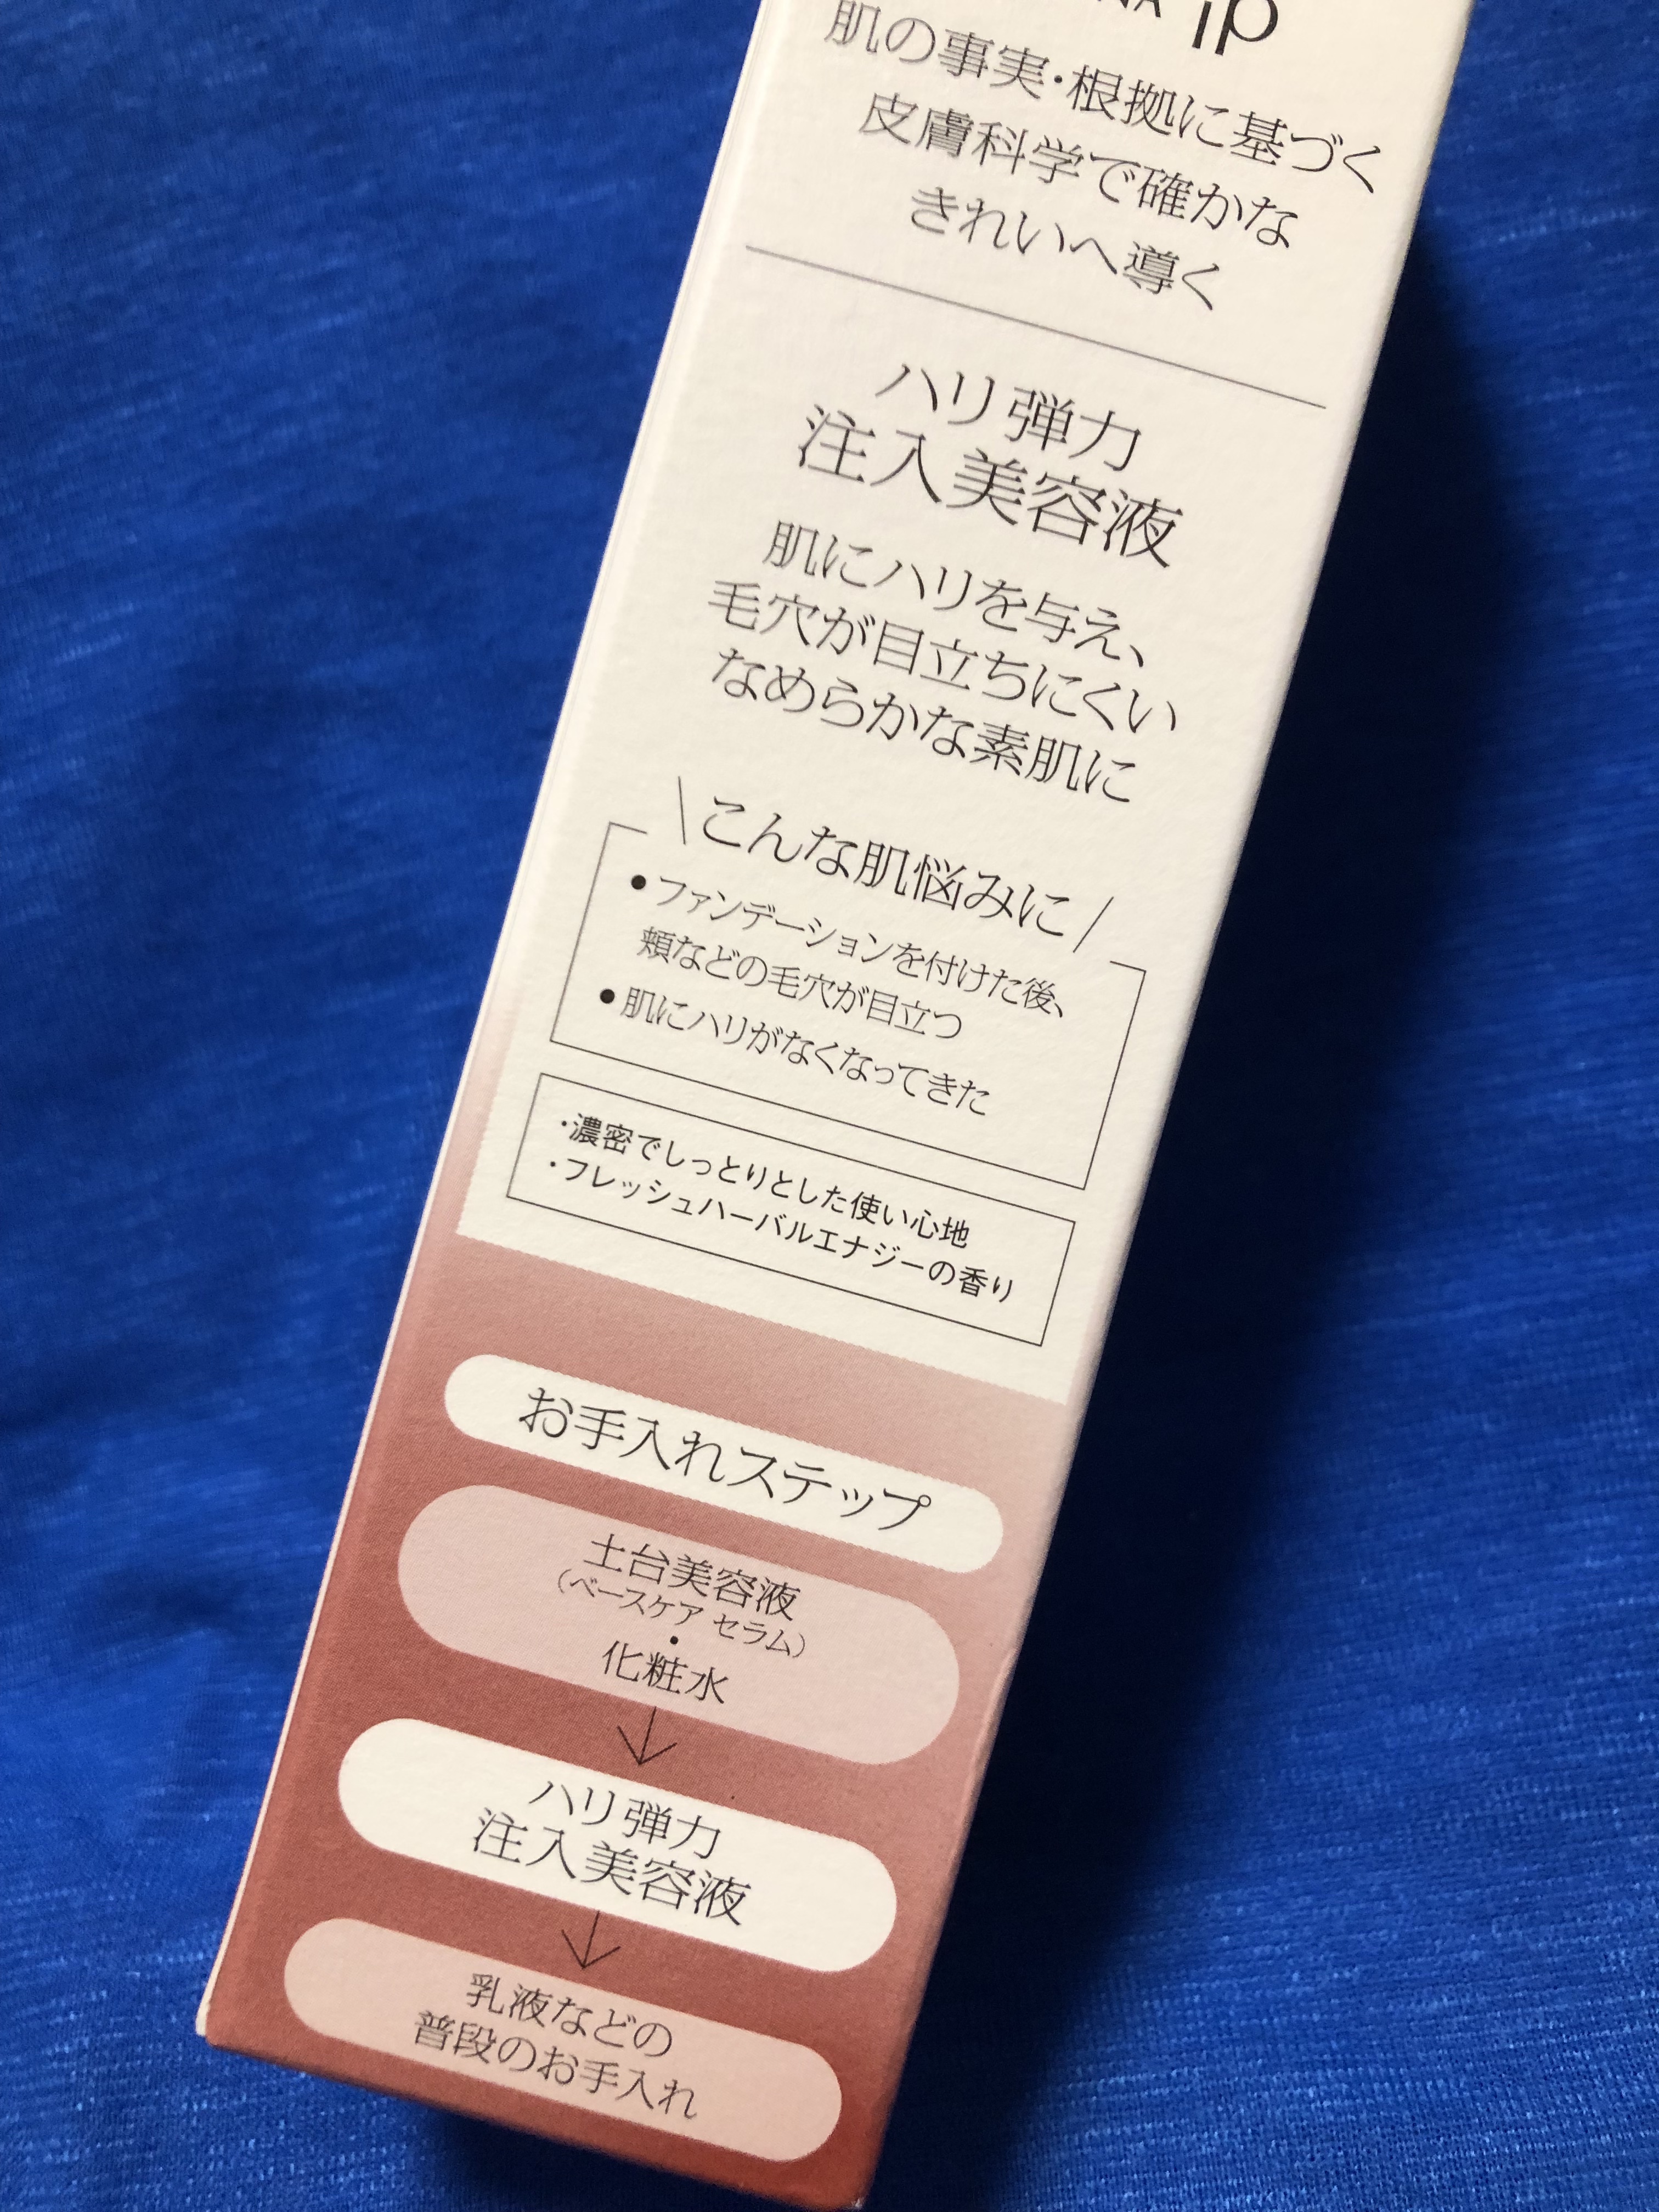 iP
肌の事実・根拠に基づく
皮膚科学で確かな
きれいへ導く
ハリ弾力
注入美容液
肌にハリを与え、
毛穴が目立ちにくい
なめらかな素肌に
\こんな肌悩みに/
●ファンデーションを付けた後、
頬などの毛穴が目立つ
●肌にハリがなくなってきた
・濃密でしっとりとした使い心地
・フレッシュハーバルエナジーの香り
お手入れステップ
土台美容液
(ベースケア セラム)
・
化粧水
↓
ハリ弾力
注入美容液
↓
乳液などの
普段のお手入れ